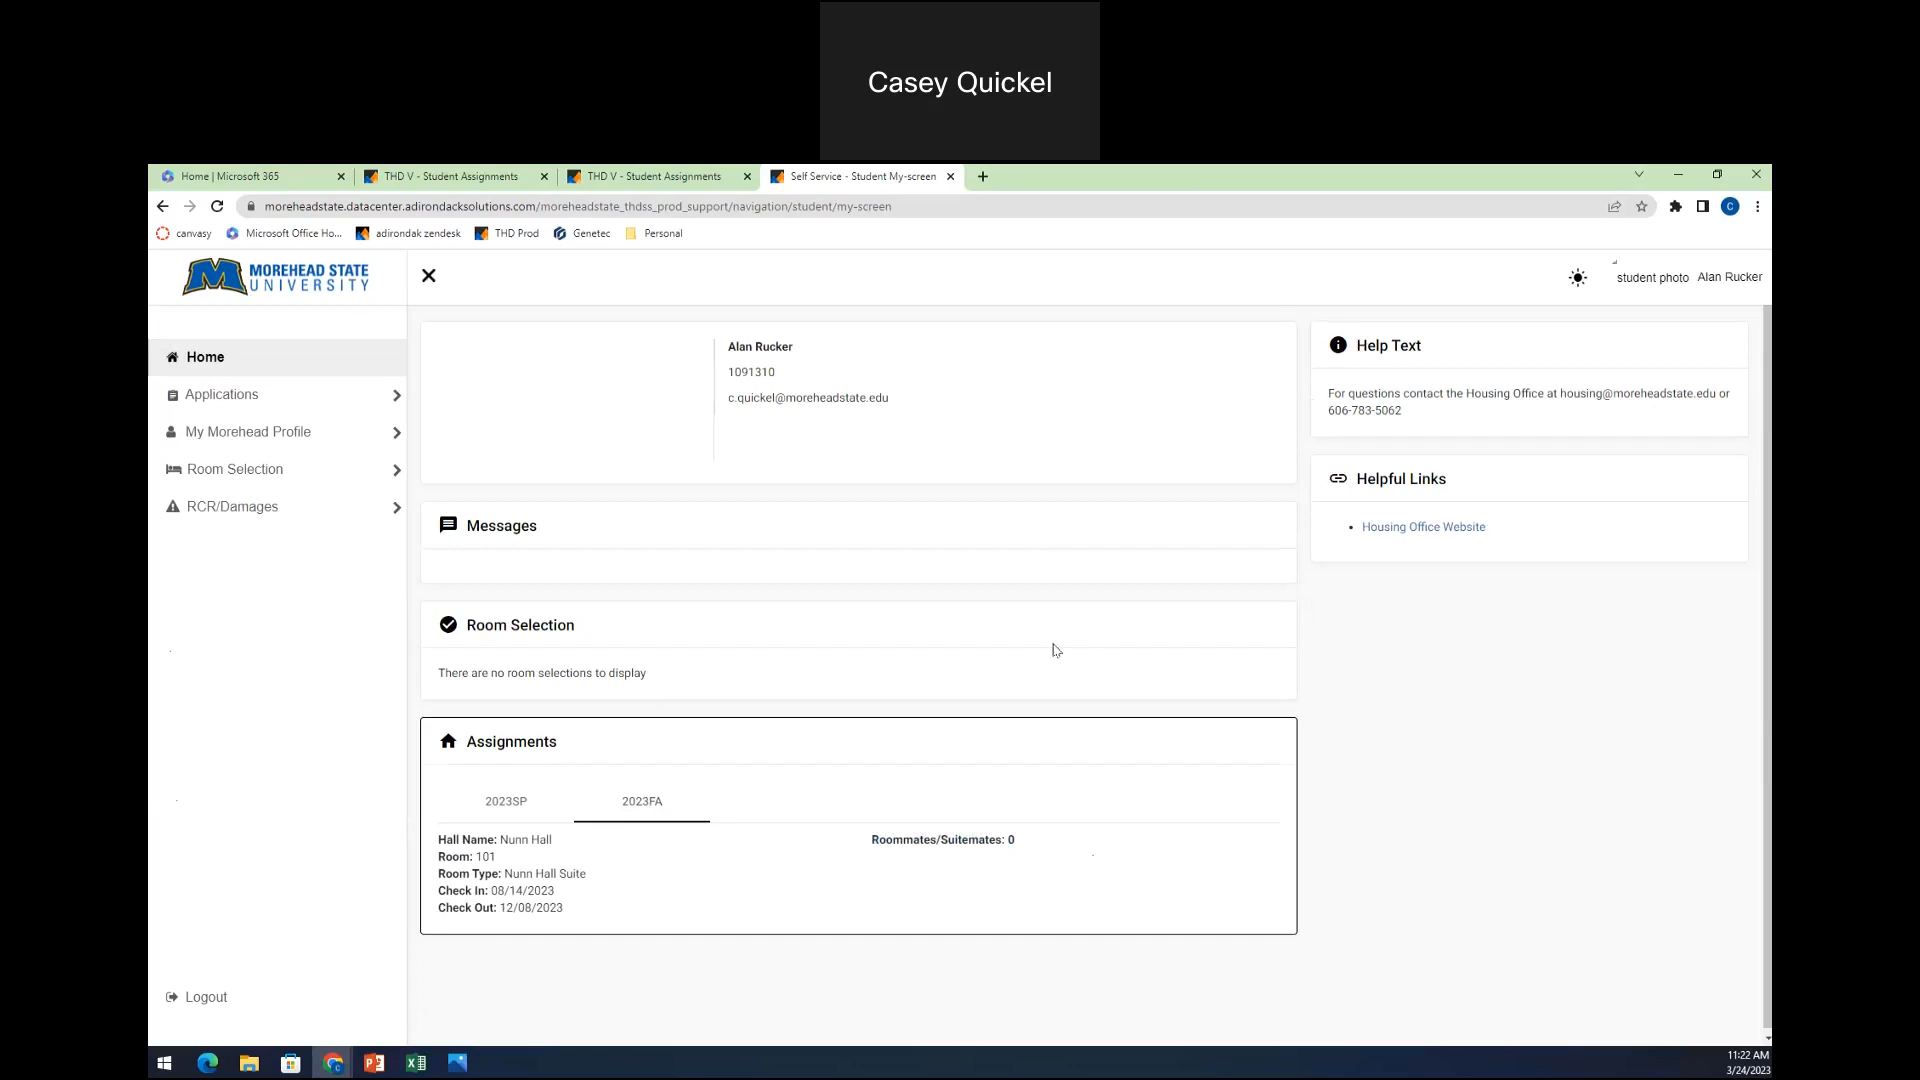 Casey Quickel
Home | Microsoft 365
THD V - Student Assignments
THD V - Student Assignments
Self Service - Student My-screen
moreheadstate.datacenter.adirondacksolutions.com/moreheadstate_thdss_prod_support/navigation/student/my-screen
C
canvasy
Microsoft Office Ho...
adirondak zendesk
THD Prod
Genetec
Personal
M MOREHEAD STATE
UNIVERSITY
student photo
Alan Rucker
Home
Applications
My Morehead Profile
Room Selection
RCR/Damages
Logout
Alan Rucker
1091310
c.quickel@moreheadstate.edu
Messages
Room Selection
There are no room selections to display
Assignments
2023SP
2023FA
Hall Name: Nunn Hall
Room: 101
Room Type: Nunn Hall Suite
Check In: 08/14/2023
Check Out: 12/08/2023
Roommates/Suitemates: 0
Help Text
For questions contact the Housing Office at housing@moreheadstate.edu or
606-783-5062
Helpful Links
Housing Office Website
11:22 AM
3/24/2023